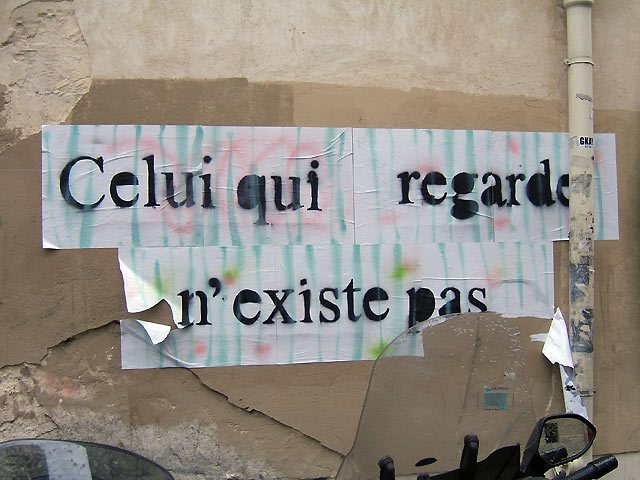 Celui qui regarde
n'existe pas